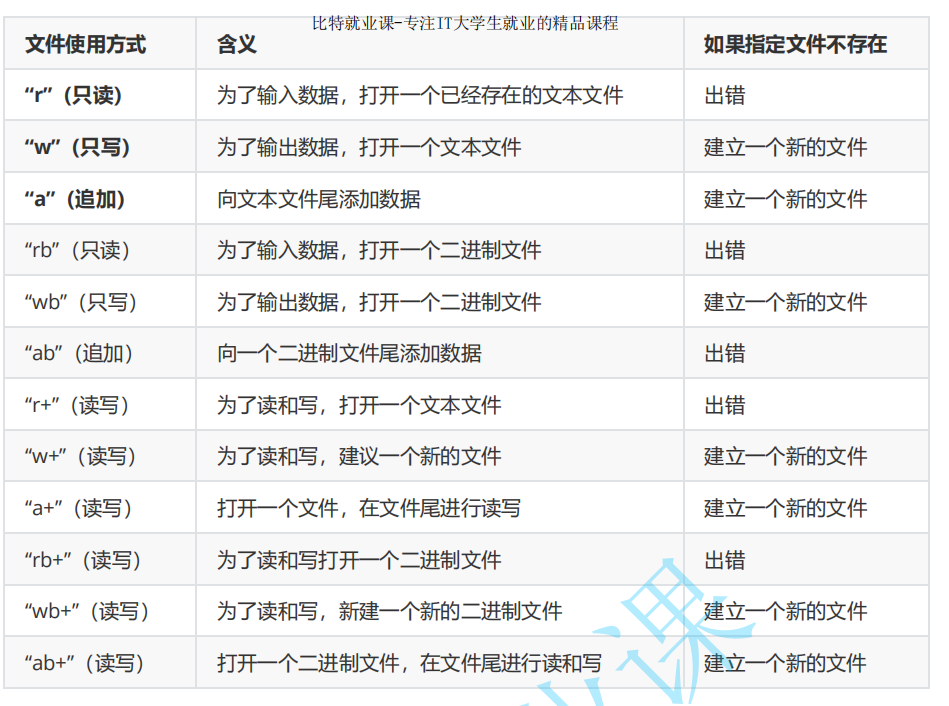 比特就业课-专注IT大学生就业的精品课程
文件使用方式 含义 如果指定文件不存在
“r”（只读） 为了输入数据，打开一个已经存在的文本文件 出错
“w”（只写） 为了输出数据，打开一个文本文件 建立一个新的文件
“a”（追加） 向文本文件尾添加数据 建立一个新的文件
“rb”（只读） 为了输入数据，打开一个二进制文件 出错
“wb”（只写） 为了输出数据，打开一个二进制文件 建立一个新的文件
“ab”（追加） 向一个二进制文件尾添加数据 出错
“r+”（读写） 为了读和写，打开一个文本文件 出错
“w+”（读写） 为了读和写，建议一个新的文件 建立一个新的文件
“a+”（读写） 打开一个文件，在文件尾进行读写 建立一个新的文件
“rb+”（读写） 为了读和写打开一个二进制文件 出错
“wb+”（读写） 为了读和写，新建一个新的二进制文件 建立一个新的文件
“ab+”（读写） 打开一个二进制文件，在文件尾进行读和写 建立一个新的文件
课